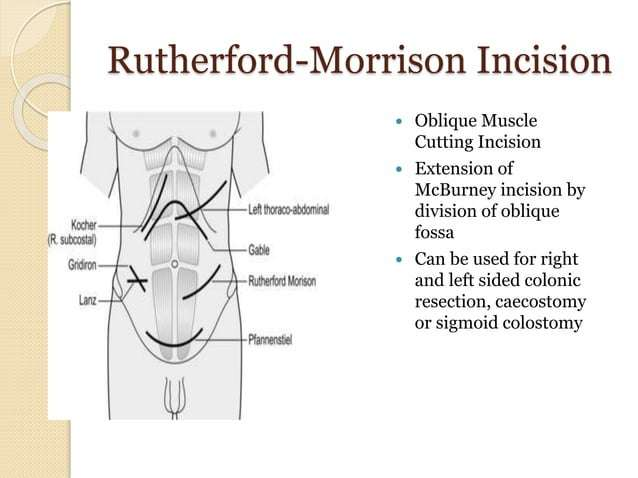 Rutherford-Morrison Incision
• Oblique Muscle
Cutting Incision
• Extension of
McBurney incision by
division of oblique
fossa
• Can be used for right
and left sided colonic
resection, caecostomy
or sigmoid colostomy
Kocher
(R. subcostal)
Gridiron
Lanz
Left thoraco-abdominal
Gable
Rutherford Morison
Pfannenstiel